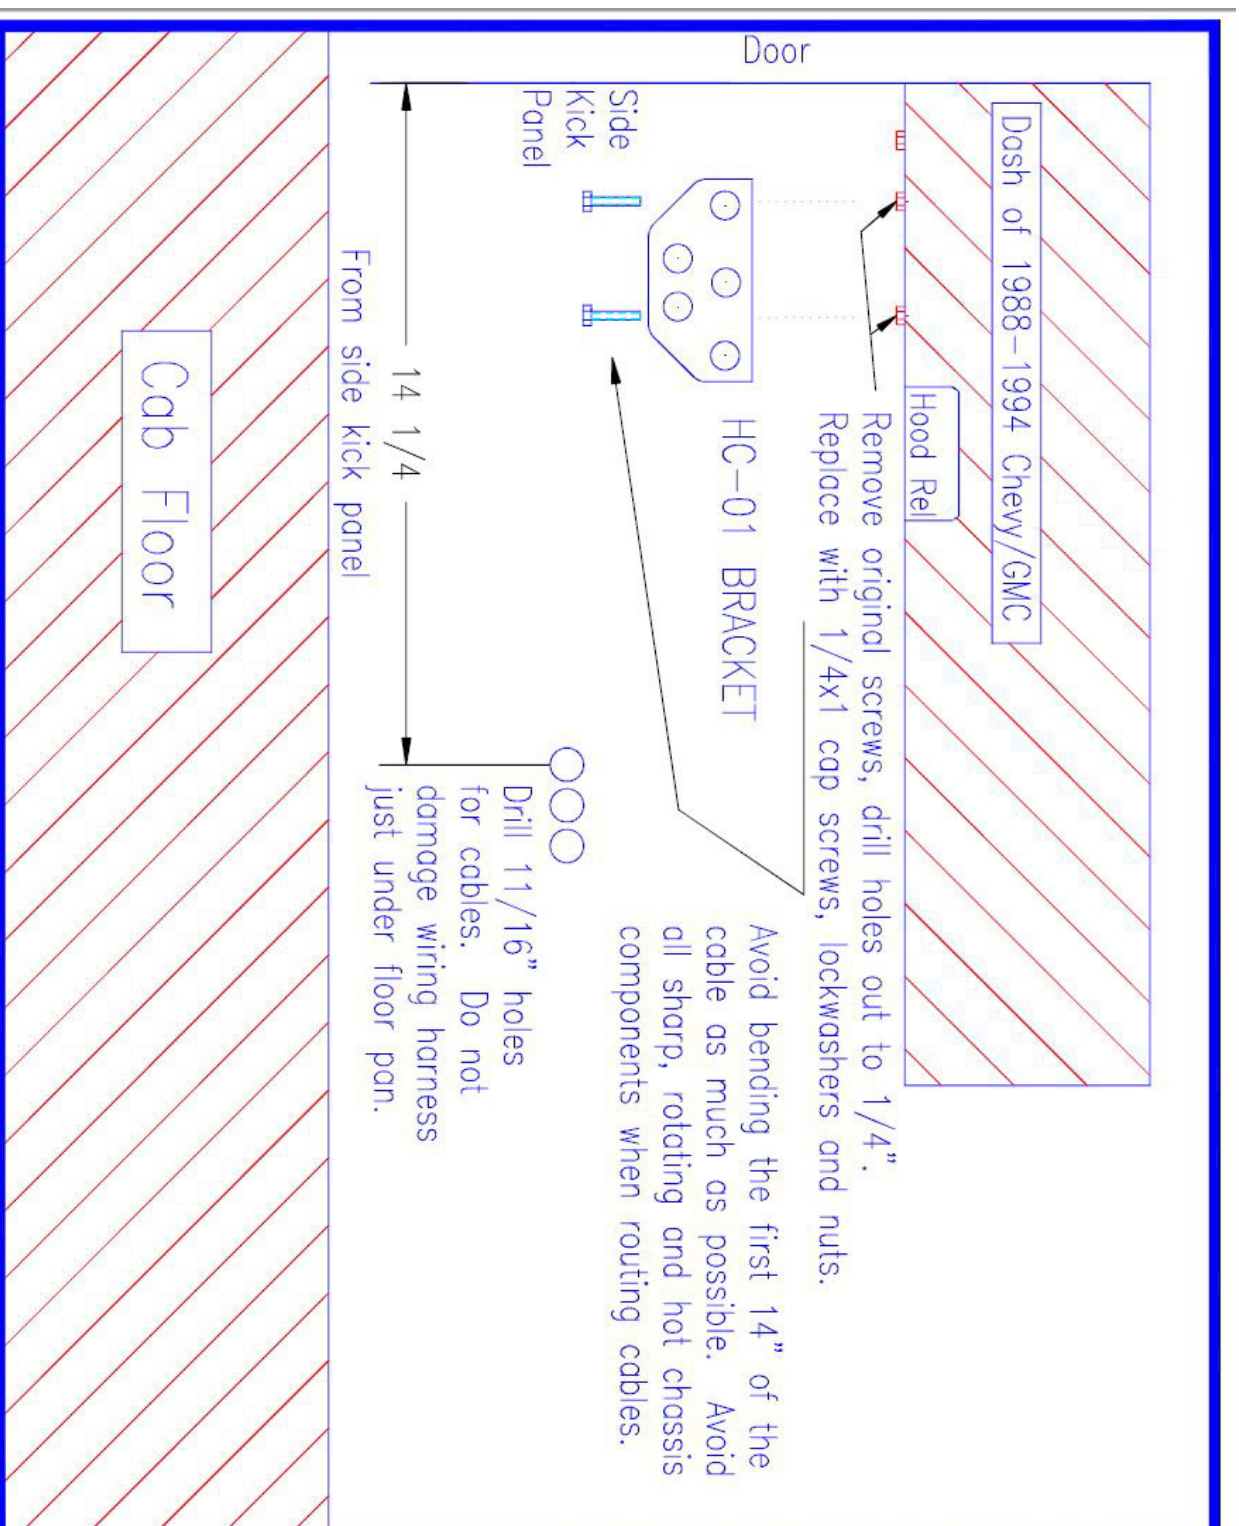 Door
Dash of 1988-1994 Chevy/GMC
Hood Rel
Side
Kick
Panel
Remove original screws, drill holes out to 1/4".
Replace with 1/4x1 cap screws, lockwashers and nuts.
HC-01 BRACKET
Avoid bending the first 14" of the
cable as much as possible. Avoid
all sharp, rotating and hot chassis
components when routing cables.
Drill 11/16" holes
for cables. Do not
damage wiring harness
just under floor pan.
14 1/4
From side kick panel
Cab Floor